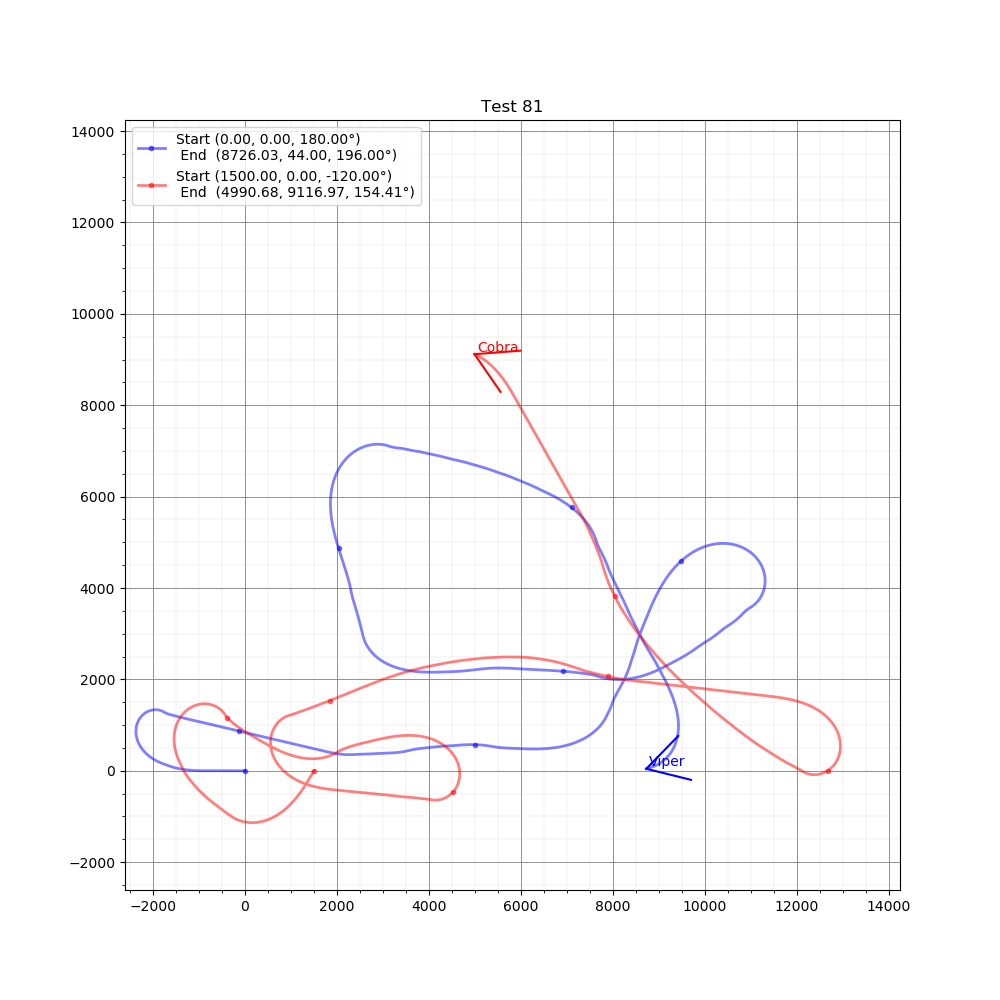 Test 81
Start (0.00, 0.00, 180.00°)
End (8726.03, 44.00, 196.00°)
Start (1500.00, 0.00, -120.00°)
End (4990.68, 9116.97, 154.41°)
14000
12000
10000
8000
6000
4000
2000
0
−2000
Cobra
Viper
−2000 0 2000 4000 6000 8000 10000 12000 14000